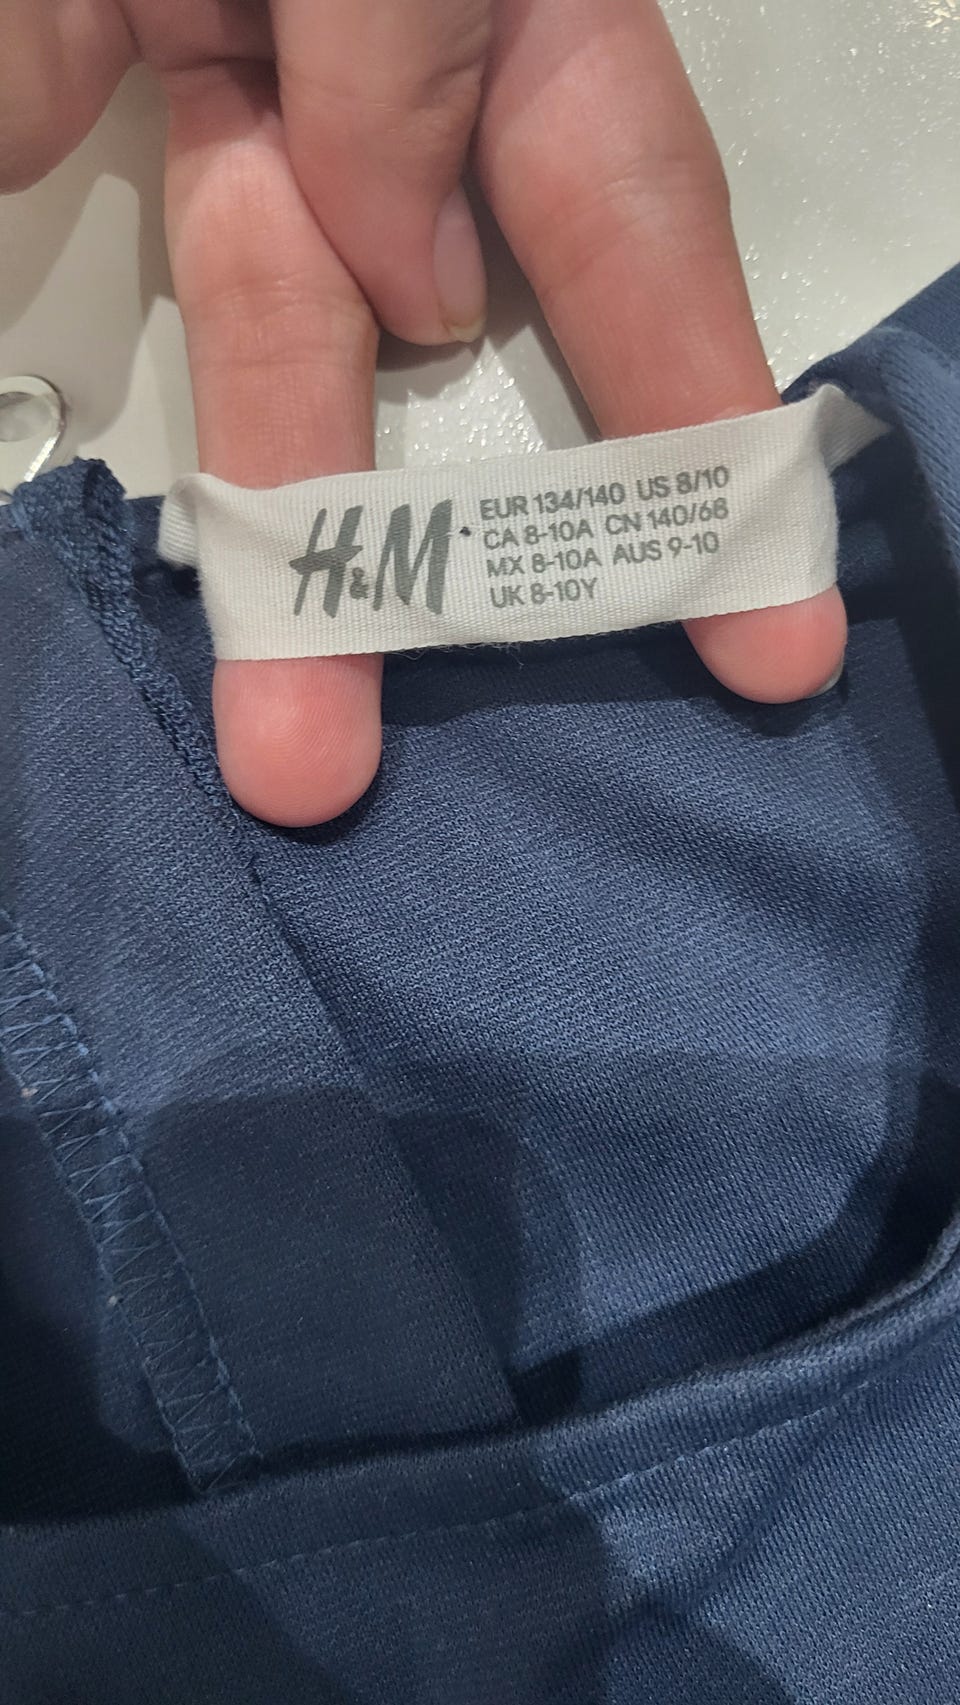 H&M
EUR 134/140 US 8/10
CA 8-10A CN 140/68
MX 8-10A AUS 9-10
UK 8-10Y